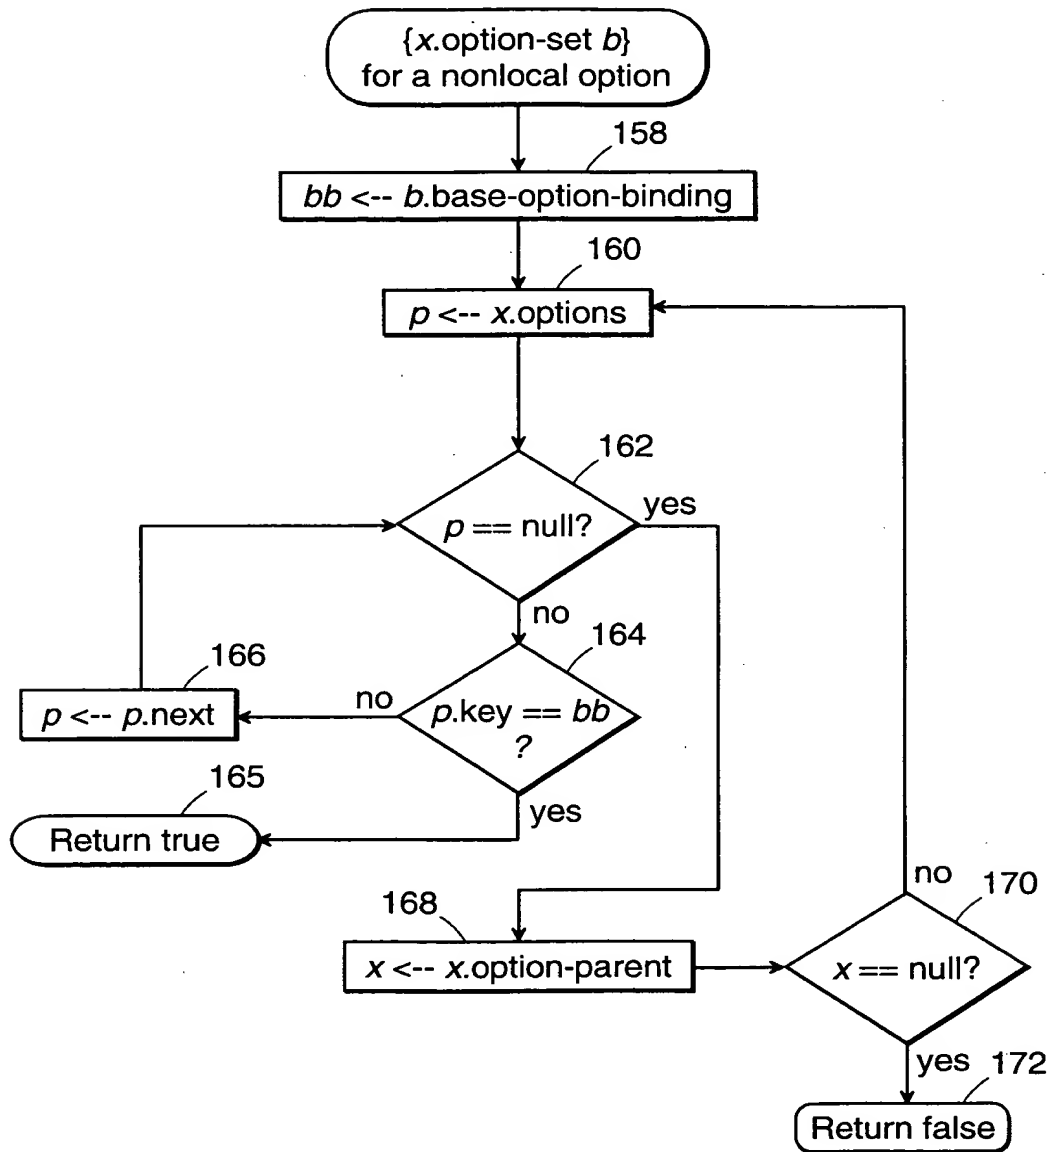 {x.option-set b}
for a nonlocal option
158
bb <-- b.base-option-binding
160
p <-- x.options
162
p == null?
yes
no
164
166
p <-- p.next
no
p.key == bb
?
165
yes
Return true
168
no
170
x <-- x.option-parent
x == null?
yes
172
Return false